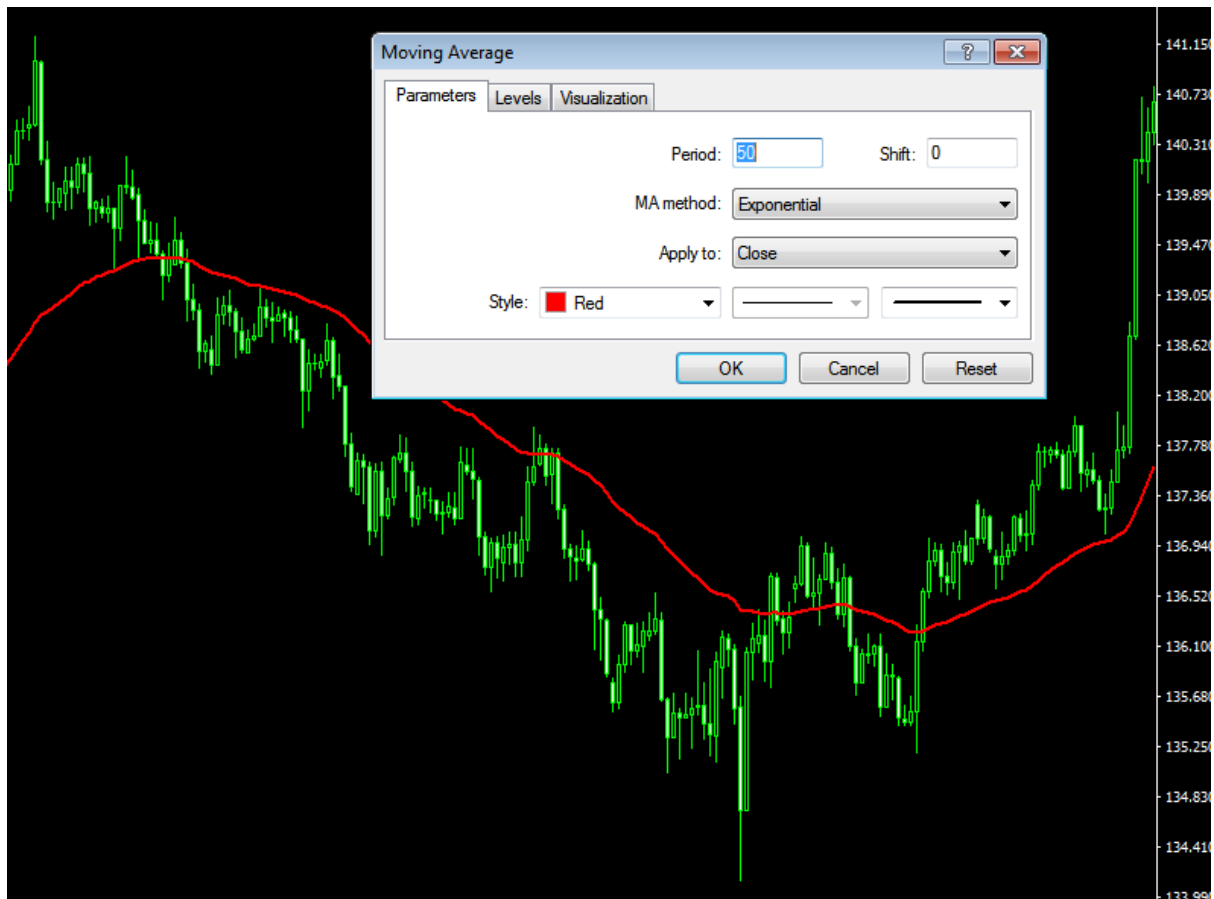 Moving Average
?
Parameters Levels Visualization
Period: 50 Shift: 0
MA method: Exponential
Apply to: Close
Style: Red
OK Cancel Reset
141.150
140.730
140.310
139.890
139.470
139.050
138.620
138.200
137.780
137.360
136.940
136.520
136.100
135.680
135.250
134.830
134.410
133.990